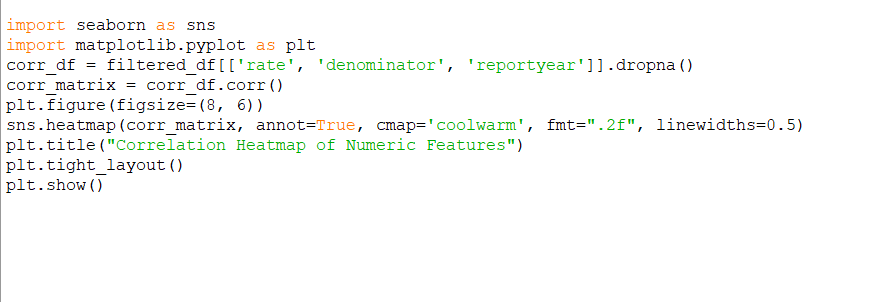 import seaborn as sns
import matplotlib.pyplot as plt
corr_df = filtered_df[['rate', 'denominator', 'reportyear']].dropna()
corr_matrix = corr_df.corr()
plt.figure(figsize=(8, 6))
sns.heatmap(corr_matrix, annot=True, cmap='coolwarm', fmt=".2f", linewidths=0.5)
plt.title("Correlation Heatmap of Numeric Features")
plt.tight_layout()
plt.show()